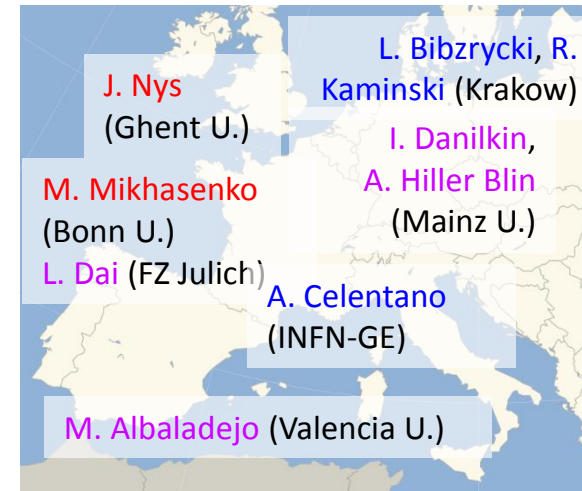 L. Bibzrycki, R.
Kaminski (Krakow)
J. Nys
(Ghent U.)
I. Danilkin,
A. Hiller Blin
(Mainz U.)
M. Mikhasenko
(Bonn U.)
L. Dai (FZ Julich)
A. Celentano
(INFN-GE)
M. Albaladejo (Valencia U.)